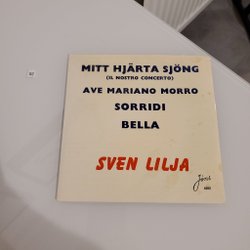 MITT HJÄRTA SJÖNG
(IL NOSTRO CONCERTO)
AVE MARIANO MORRO
SORRIDI
BELLA
SVEN LILJA